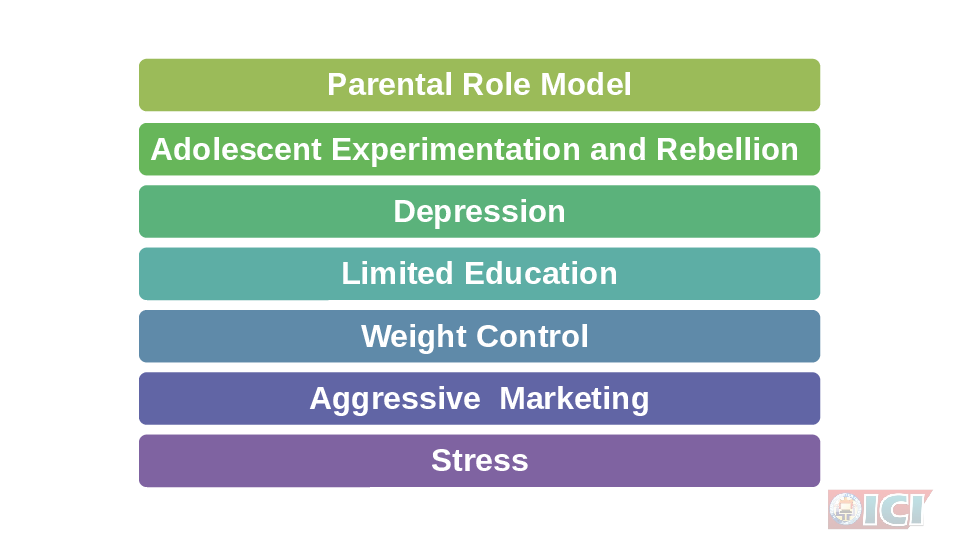 Parental Role Model
Adolescent Experimentation and Rebellion
Depression
Limited Education
Weight Control
Aggressive  Marketing
Stress
ICI